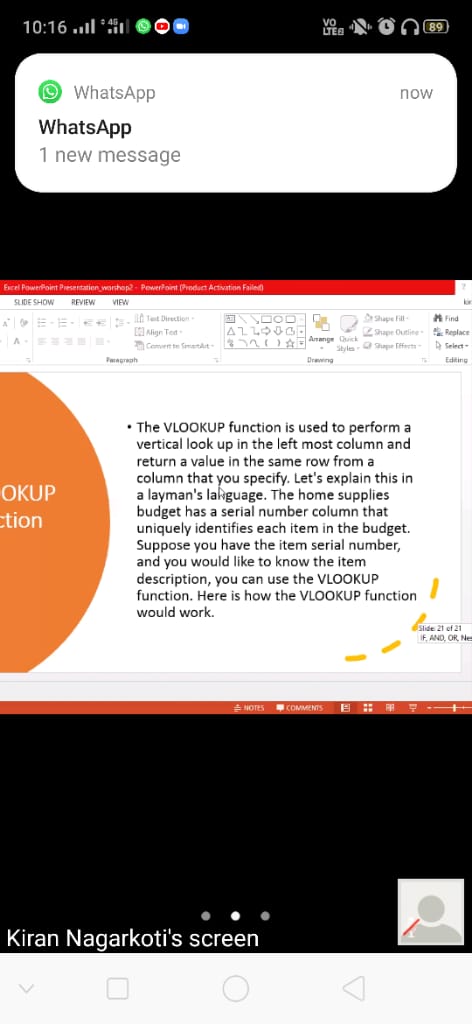 10:16
4G
VO
LTE2
89
WhatsApp
now
WhatsApp
1 new message
Excel PowerPoint Presentation_worshop2 - PowerPoint (Product Activation Failed)
?
SLIDE SHOW REVIEW VIEW
Text Direction
Align Text
Convert to SmartArt
Paragraph
Arrange
Quick
Styles
Shape Fill
Shape Outline
Shape Effects
Drawing
Find
Replace
Select
Editing
OKUP
ction
• The VLOOKUP function is used to perform a
vertical look up in the left most column and
return a value in the same row from a
column that you specify. Let's explain this in
a layman's language. The home supplies
budget has a serial number column that
uniquely identifies each item in the budget.
Suppose you have the item serial number,
and you would like to know the item
description, you can use the VLOOKUP
function. Here is how the VLOOKUP function
would work.
Slide: 21 of 21
IF, AND, OR, Nes
NOTES COMMENTS
Kiran Nagarkoti's screen